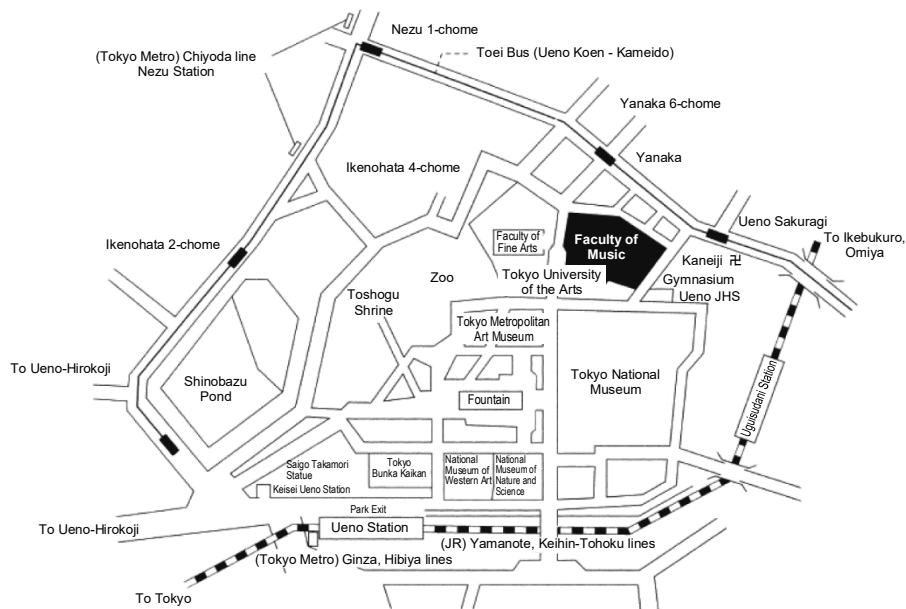 Nezu 1-chome
(Tokyo Metro) Chiyoda line
Nezu Station
Toei Bus (Ueno Koen - Kameido)
Yanaka 6-chome
Yanaka
Ikenohata 4-chome
Ueno Sakuragi
To Ikebukuro,
Omiya
Ikenohata 2-chome
Faculty of
Fine Arts
Faculty of
Music
Kaneiji 卍
Gymnasium
Ueno JHS
Zoo
Tokyo University
of the Arts
Toshogu
Shrine
Tokyo Metropolitan
Art Museum
To Ueno-Hirokoji
Shinobazu
Pond
Tokyo National
Museum
Uguisudani Station
Fountain
Saigo Takamori
Statue
Keisei Ueno Station
Tokyo
Bunka Kaikan
National
Museum of
Western Art
National
Museum of
Nature and
Science
Park Exit
Ueno Station
To Ueno-Hirokoji
(JR) Yamanote, Keihin-Tohoku lines
(Tokyo Metro) Ginza, Hibiya lines
To Tokyo